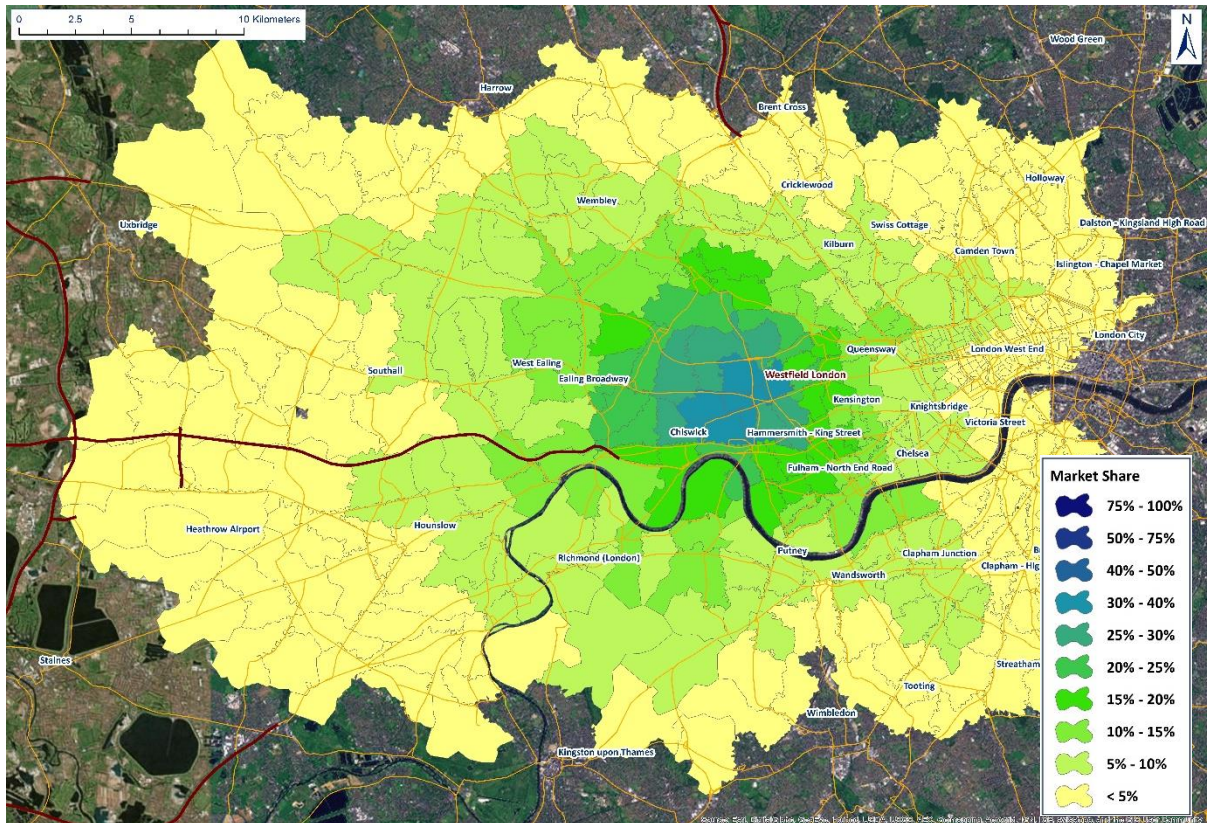 0 2.5 5 10 Kilometers
N
Wood Green
Harrow
Brent Cross
Holloway
Cricklewood
Wembley
Uxbridge
Swiss Cottage
Dalston - Kingsland High Road
Kilburn
Camden Town
Islington - Chapel Market
London City
Queensway
London West End
West Ealing
Southall
Ealing Broadway
Westfield London
Kensington
Knightsbridge
Victoria Street
Chiswick
Hammersmith - King Street
Chelsea
Fulham - North End Road
Heathrow Airport
Hounslow
Richmond (London)
Putney
Clapham Junction
Clapham - Hig
Wandsworth
Staines
Streatham
Tooting
Wimbledon
Kingston upon Thames
Market Share
75% - 100%
50% - 75%
40% - 50%
30% - 40%
25% - 30%
20% - 25%
15% - 20%
10% - 15%
5% - 10%
< 5%